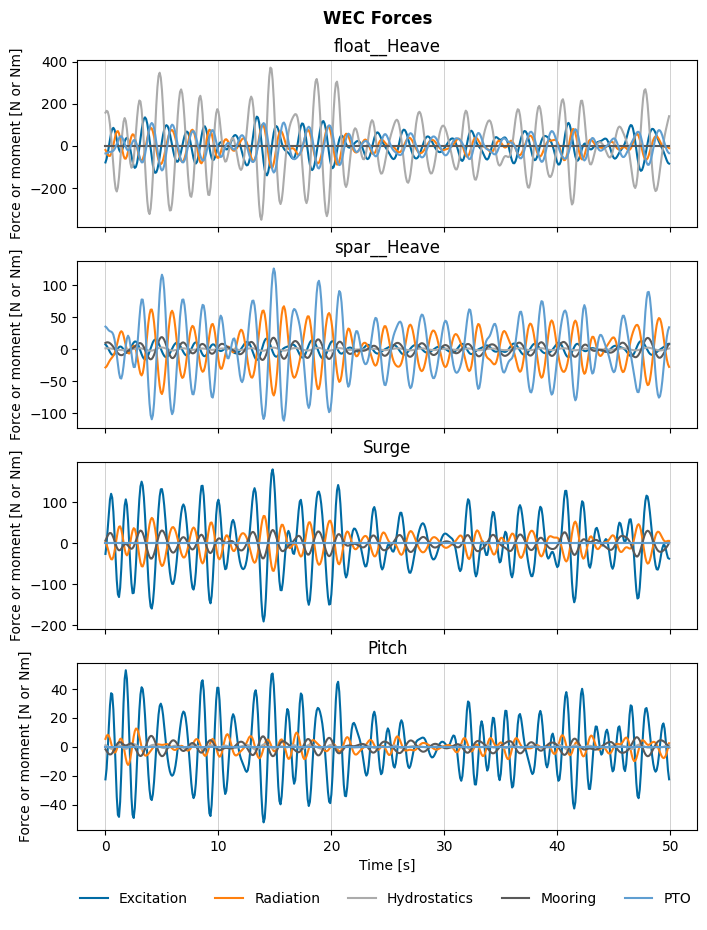 WEC Forces
float__Heave
Force or moment [N or Nm]
400
200
0
−200
spar__Heave
Force or moment [N or Nm]
100
50
0
−50
−100
Surge
Force or moment [N or Nm]
100
0
−100
−200
Pitch
Force or moment [N or Nm]
40
20
0
−20
−40
0 10 20 30 40 50
Time [s]
Excitation Radiation Hydrostatics Mooring PTO